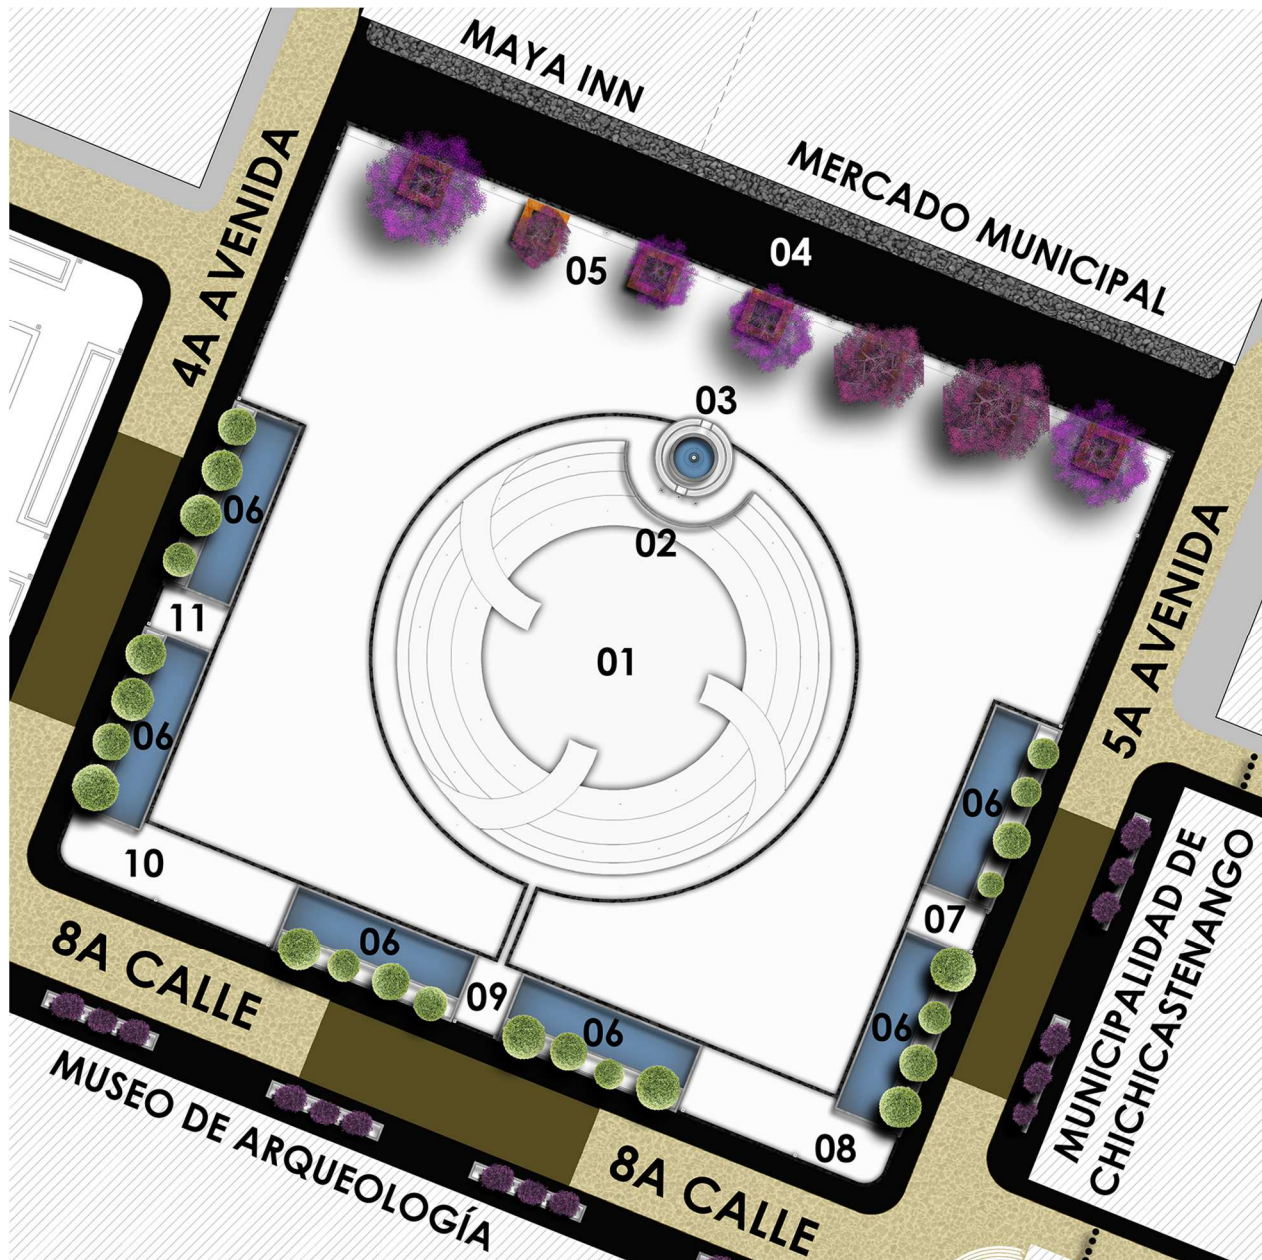 MAYA INN
MERCADO MUNICIPAL
4A AVENIDA
04
05
03
06
02
11
01
5A AVENIDA
06
06
10
07
MUNICIPALIDAD DE
CHICHICASTENANGO
06
09
06
06
8A CALLE
08
8A CALLE
MUSEO DE ARQUEOLOGÍA